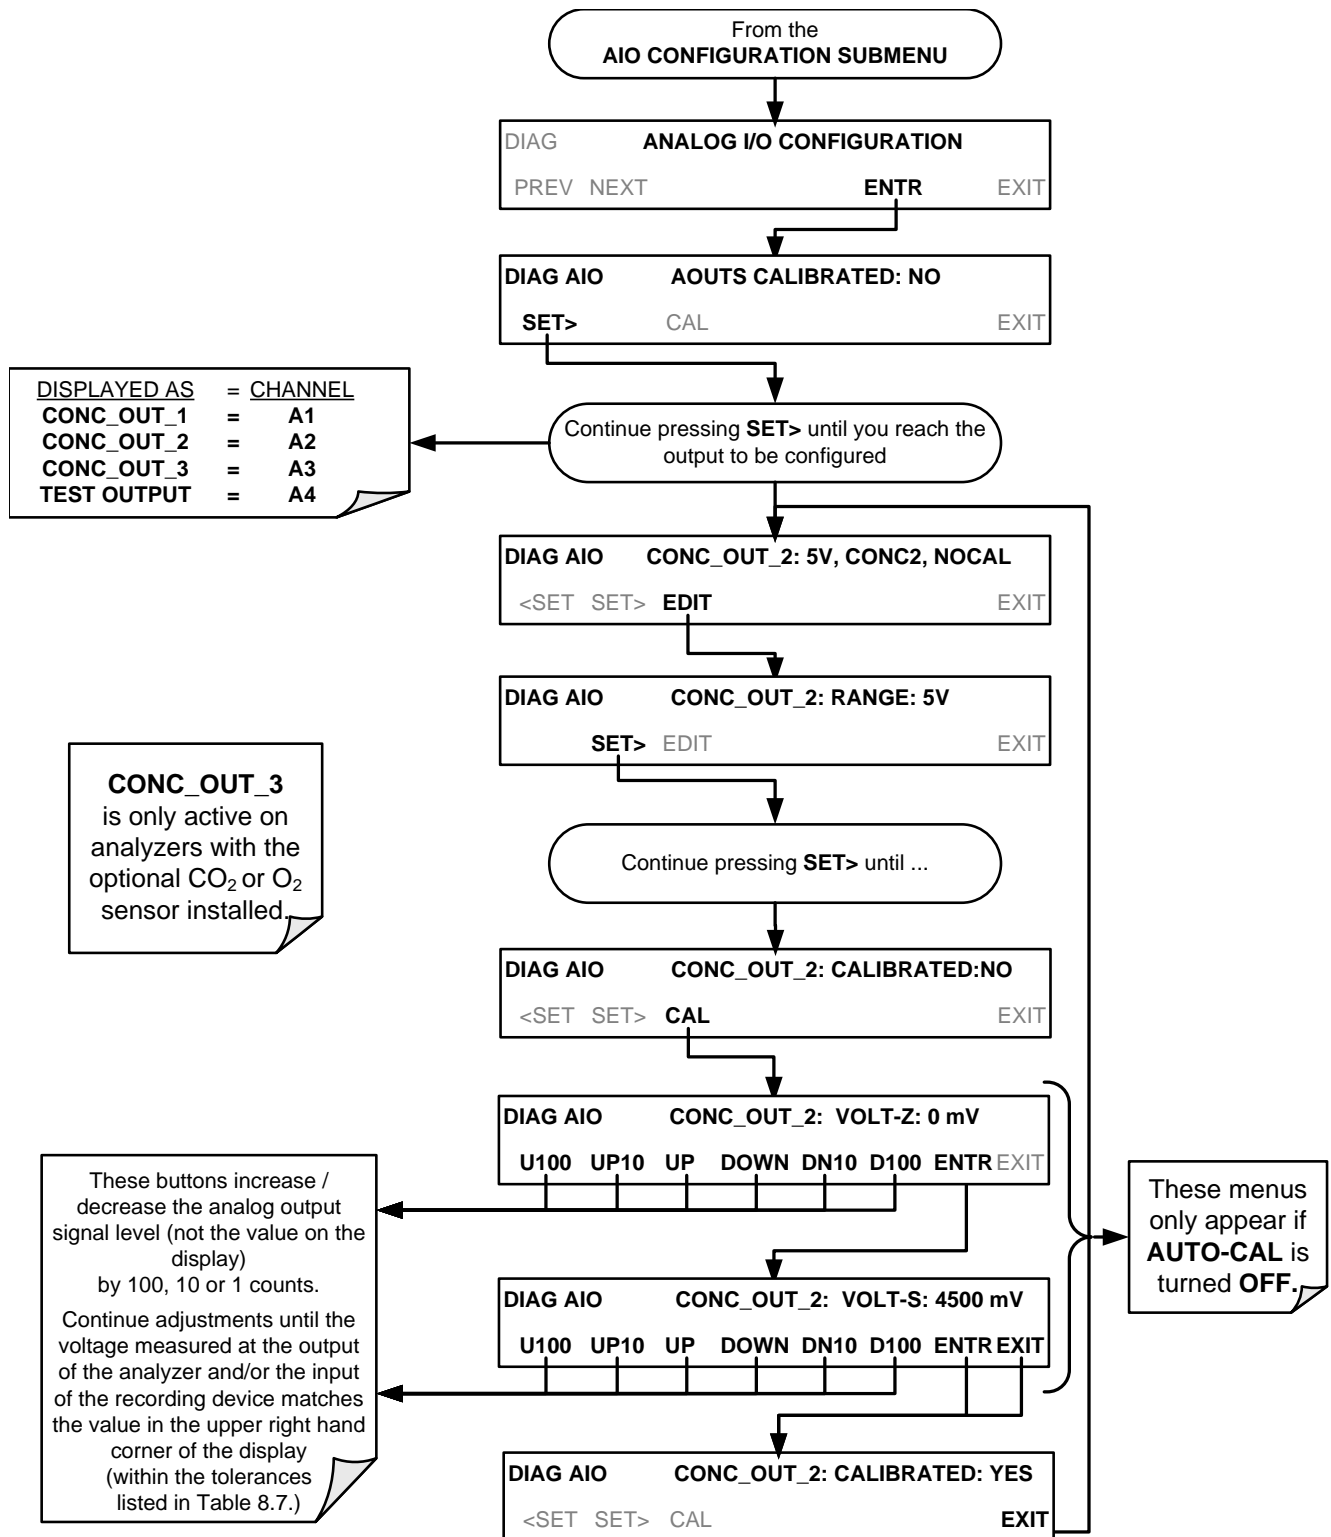 From the
AIO CONFIGURATION SUBMENU
DIAG ANALOG I/O CONFIGURATION
PREV NEXT ENTR EXIT
DIAG AIO AOUTS CALIBRATED: NO
SET> CAL EXIT
DISPLAYED AS = CHANNEL
CONC_OUT_1 = A1
CONC_OUT_2 = A2
CONC_OUT_3 = A3
TEST OUTPUT = A4
Continue pressing SET> until you reach the
output to be configured
DIAG AIO CONC_OUT_2: 5V, CONC2, NOCAL
<SET SET> EDIT EXIT
DIAG AIO CONC_OUT_2: RANGE: 5V
SET> EDIT EXIT
CONC_OUT_3
is only active on
analyzers with the
optional CO₂ or O₂
sensor installed.
Continue pressing SET> until ...
DIAG AIO CONC_OUT_2: CALIBRATED:NO
<SET SET> CAL EXIT
DIAG AIO CONC_OUT_2: VOLT-Z: 0 mV
U100 UP10 UP DOWN DN10 D100 ENTR EXIT
These buttons increase /
decrease the analog output
signal level (not the value on the
display)
by 100, 10 or 1 counts.
Continue adjustments until the
voltage measured at the output
of the analyzer and/or the input
of the recording device matches
the value in the upper right hand
corner of the display
(within the tolerances
listed in Table 8.7.)
These menus
only appear if
AUTO-CAL is
turned OFF.
DIAG AIO CONC_OUT_2: VOLT-S: 4500 mV
U100 UP10 UP DOWN DN10 D100 ENTR EXIT
DIAG AIO CONC_OUT_2: CALIBRATED: YES
<SET SET> CAL EXIT